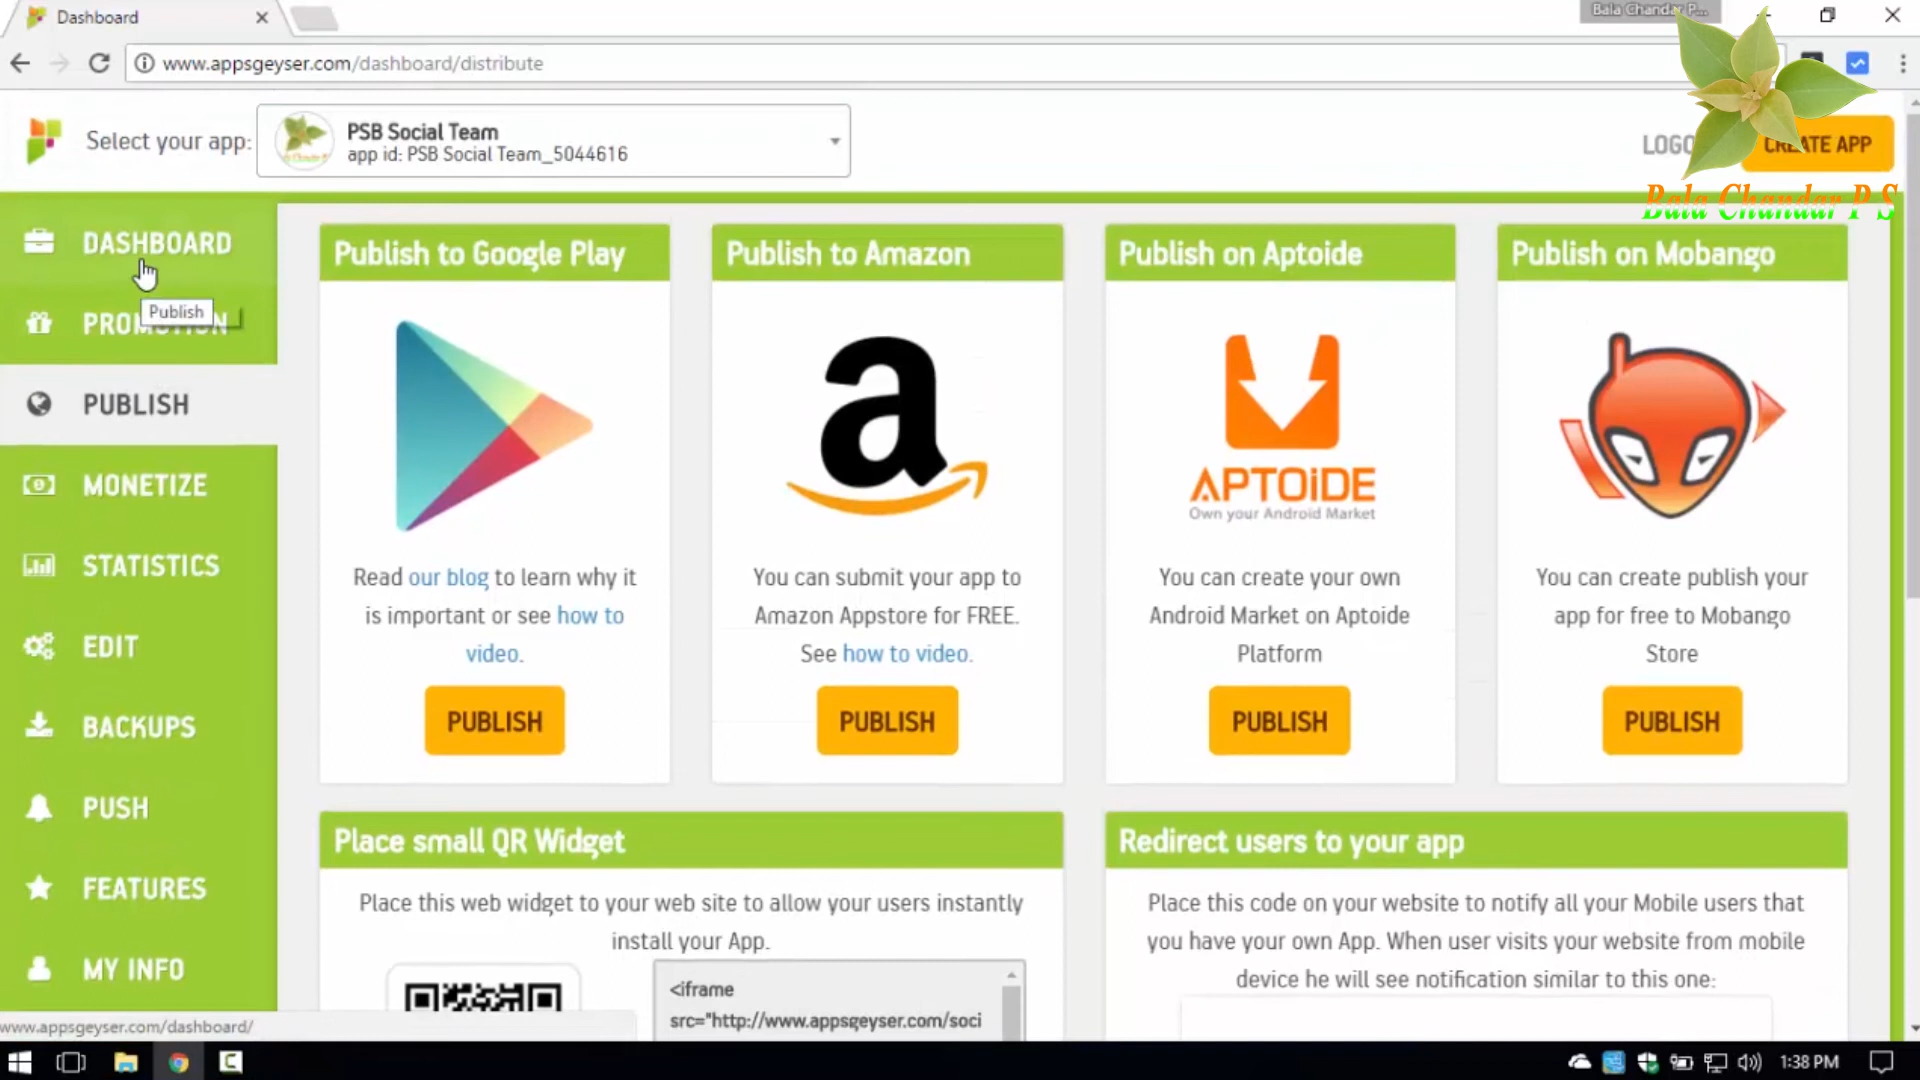 Dashboard
Bala Chandar P...
www.appsgeyser.com/dashboard/distribute
Select your app:
PSB Social Team
app id: PSB Social Team_5044616
CREATE APP
Bala Chandar P S
DASHBOARD
Publish
PROMOTION
PUBLISH
MONETIZE
STATISTICS
EDIT
BACKUPS
PUSH
FEATURES
MY INFO
Publish to Google Play
Read our blog to learn why it
is important or see how to
video.
PUBLISH
Publish to Amazon
You can submit your app to
Amazon Appstore for FREE.
See how to video.
PUBLISH
Publish on Aptoide
APTOiDE
Own your Android Market
You can create your own
Android Market on Aptoide
Platform
PUBLISH
Publish on Mobango
You can create publish your
app for free to Mobango
Store
PUBLISH
Place small QR Widget
Place this web widget to your web site to allow your users instantly
install your App.
<iframe
src="http://www.appsgeyser.com/soci
Redirect users to your app
Place this code on your website to notify all your Mobile users that
you have your own App. When user visits your website from mobile
device he will see notification similar to this one:
www.appsgeyser.com/dashboard/
1:38 PM